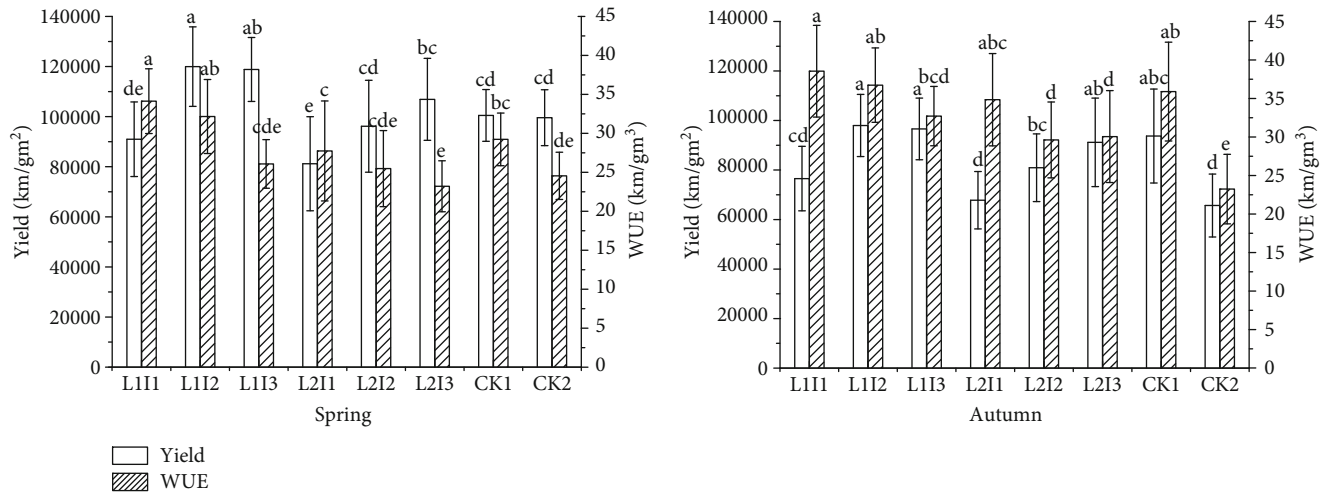 140000
120000
100000
80000
60000
40000
20000
0
Yield (km/gm²)
de a
a ab
ab cde
e c
cd cde
bc e
cd bc
cd de
45
40
35
30
25
20
15
10
5
0
WUE (km/gm³)
L1I1 L1I2 L1I3 L2I1 L2I2 L2I3 CK1 CK2
Spring
Yield
WUE
140000
120000
100000
80000
60000
40000
20000
0
Yield (km/gm²)
cd a
a ab
a bcd
d abc
bc d
ab d
abc ab
d e
45
40
35
30
25
20
15
10
5
0
WUE (km/gm³)
L1I1 L1I2 L1I3 L2I1 L2I2 L2I3 CK1 CK2
Autumn